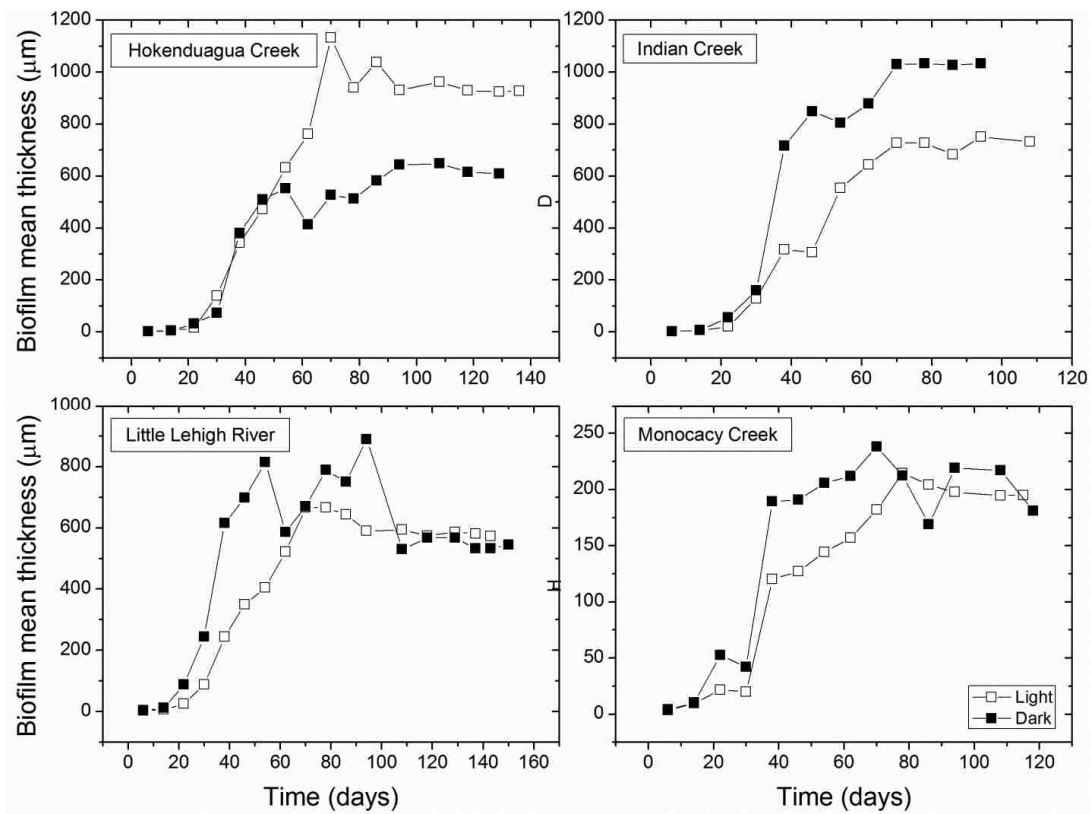 Hokenduagua Creek
Biofilm mean thickness (μm)
1200
1000
800
600
400
200
0
0 20 40 60 80 100 120 140
Indian Creek
D
1200
1000
800
600
400
200
0
0 20 40 60 80 100 120
Little Lehigh River
Biofilm mean thickness (μm)
1000
800
600
400
200
0
0 20 40 60 80 100 120 140 160
Time (days)
Monocacy Creek
H
250
200
150
100
50
0
0 20 40 60 80 100 120
Light
Dark
Time (days)